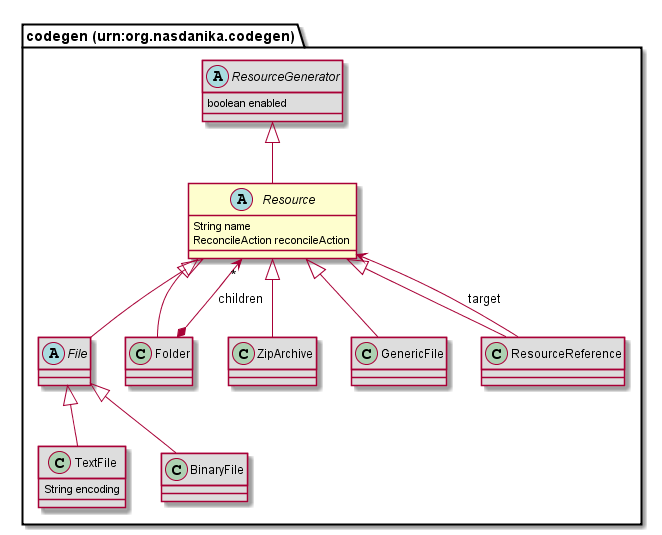 codegen (urn:org.nasdanika.codegen)
A ResourceGenerator
boolean enabled
A Resource
String name
ReconcileAction reconcileAction
*
children
target
A File
C Folder
C ZipArchive
C GenericFile
C ResourceReference
C TextFile
String encoding
C BinaryFile